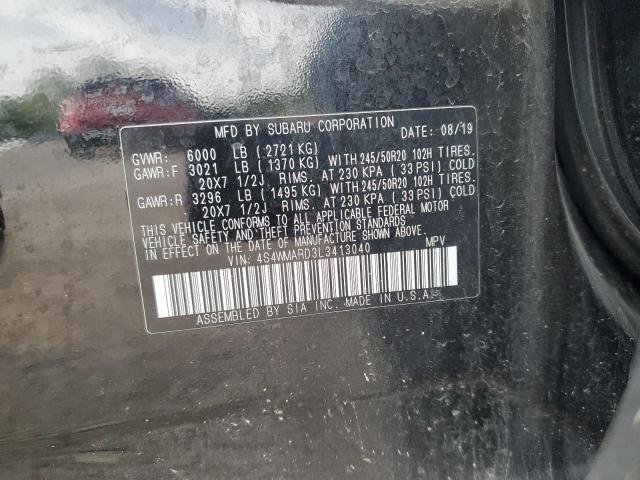 MFD BY SUBARU CORPORATION DATE: 08/19
GVWR: 6000 LB (2721 KG)
GAWR:F 3021 LB (1370 KG) WITH 245/50R20 102H TIRES.
20X7 1/2J RIMS. AT 230 KPA (33 PSI) COLD
GAWR:R 3296 LB (1495 KG) WITH 245/50R20 102H TIRES.
20X7 1/2J RIMS. AT 230 KPA (33 PSI) COLD
THIS VEHICLE CONFORMS TO ALL APPLICABLE FEDERAL MOTOR
VEHICLE SAFETY AND THEFT PREVENTION STANDARDS
IN EFFECT ON THE DATE OF MANUFACTURE SHOWN ABOVE.
VIN: 4S4WMARD3L3413040 MPV
ASSEMBLED BY SIA INC. MADE IN U.S.A.